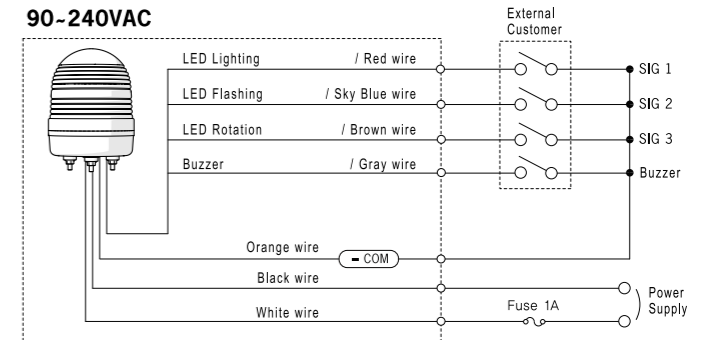 90~240VAC
External
Customer
LED Lighting / Red wire
SIG 1
LED Flashing / Sky Blue wire
SIG 2
LED Rotation / Brown wire
SIG 3
Buzzer / Gray wire
Buzzer
Orange wire
- COM
Black wire
Power
Supply
White wire
Fuse 1A